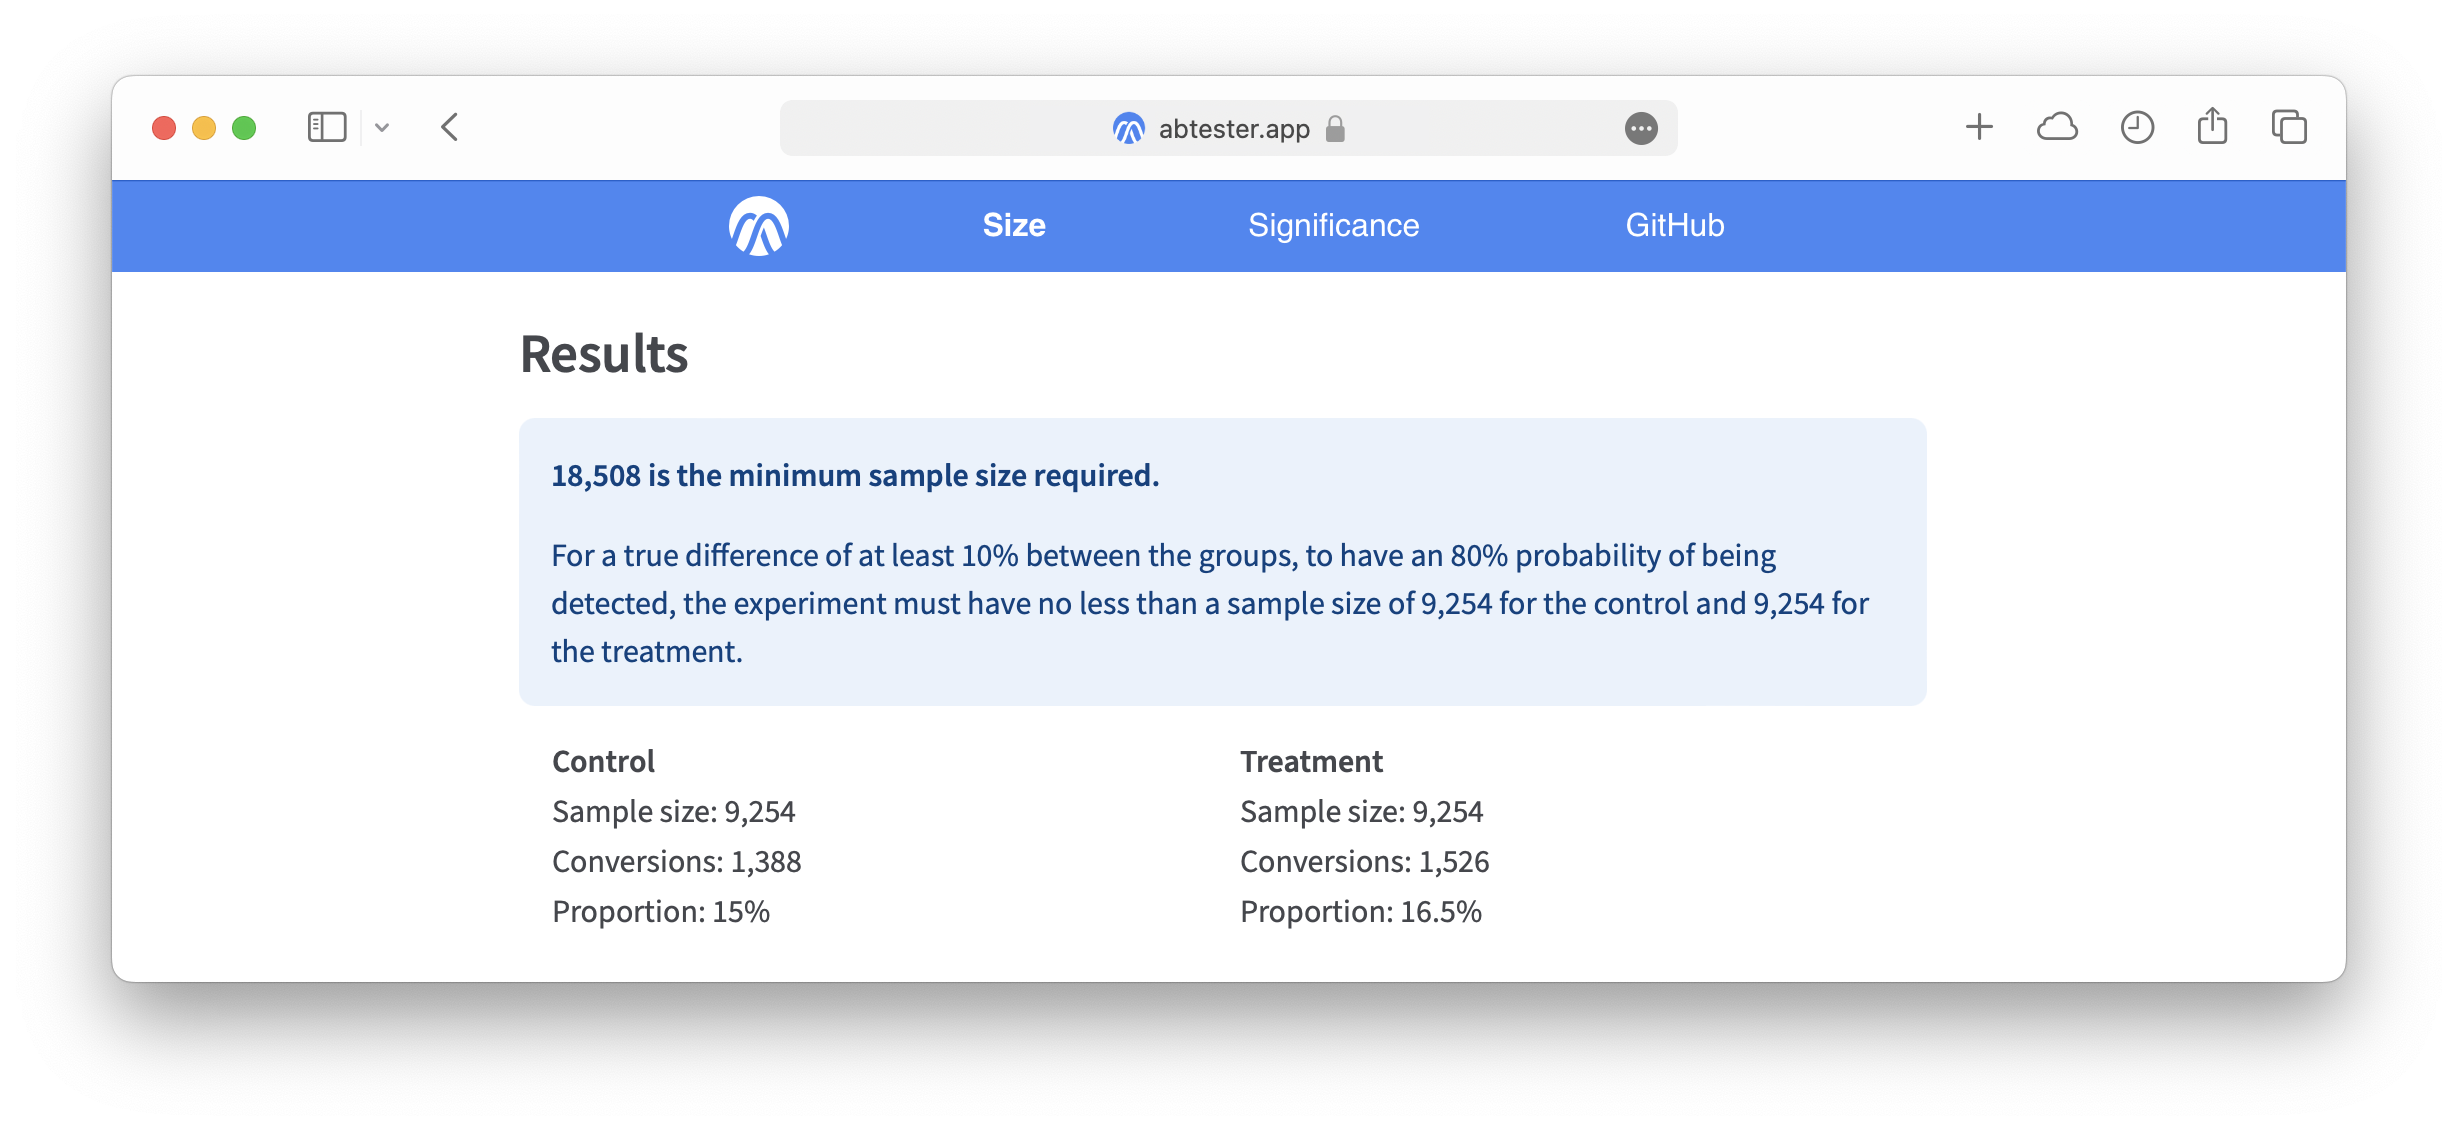 abtester.app
Size Significance GitHub
Results
18,508 is the minimum sample size required.
For a true difference of at least 10% between the groups, to have an 80% probability of being
detected, the experiment must have no less than a sample size of 9,254 for the control and 9,254 for
the treatment.
Control
Sample size: 9,254
Conversions: 1,388
Proportion: 15%
Treatment
Sample size: 9,254
Conversions: 1,526
Proportion: 16.5%